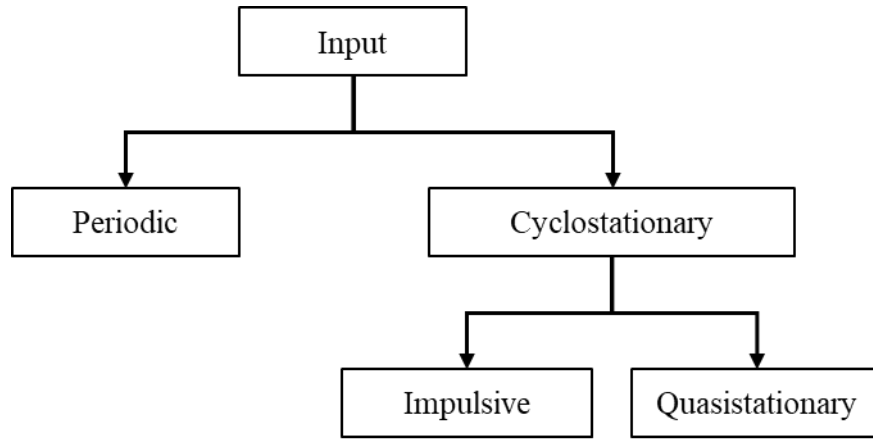 Input
Periodic
Cyclostationary
Impulsive
Quasistationary